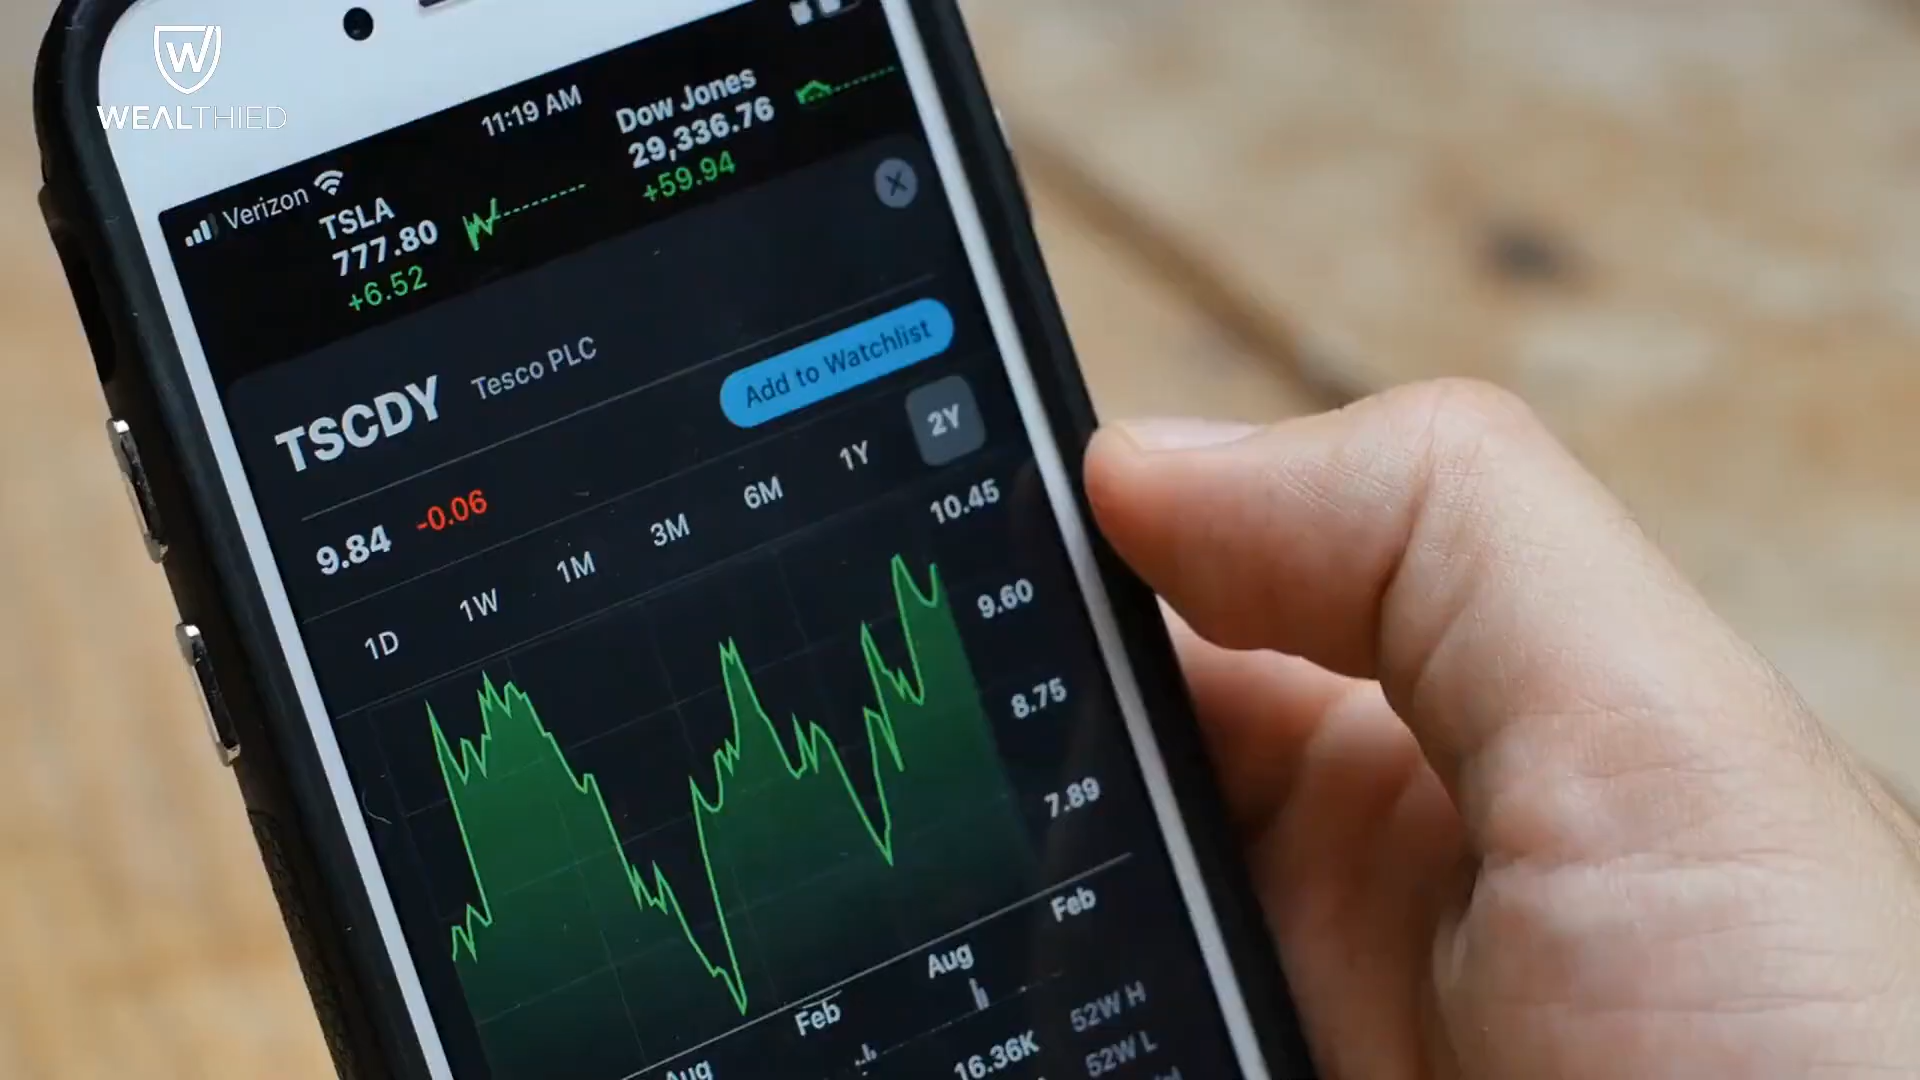 W
WEALTHIED
11:19 AM
Verizon
TSLA
777.80
+6.52
Dow Jones
29,336.76
+59.94
TSCDY Tesco PLC
Add to Watchlist
9.84 -0.06
1D 1W 1M 3M 6M 1Y 2Y
10.45
9.60
8.75
7.89
Aug Feb Aug Feb
16.36K
52W H
52W L